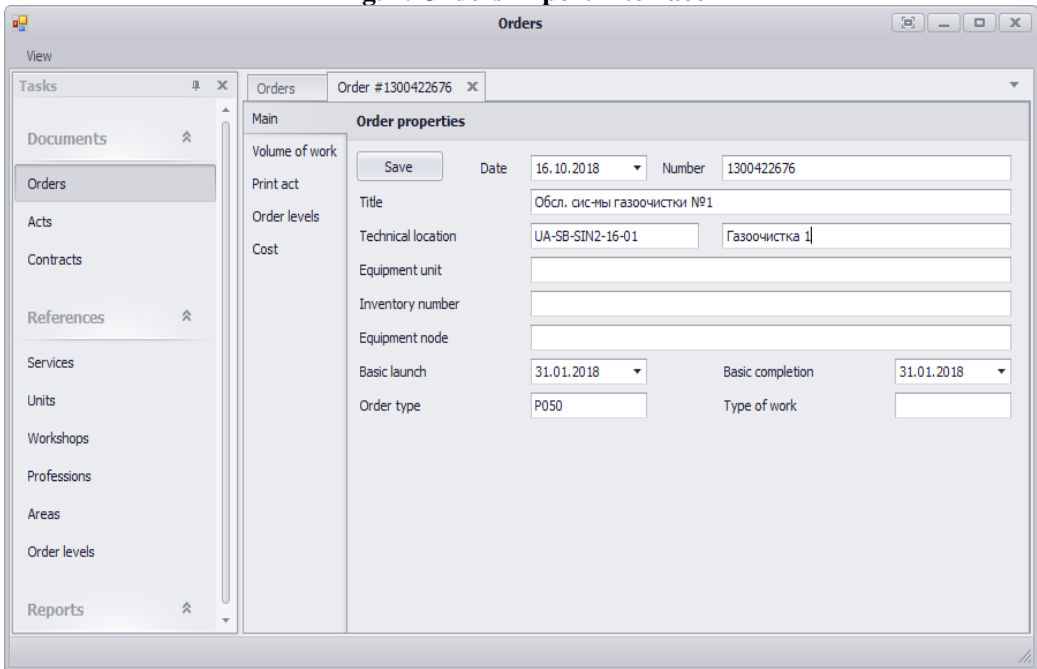 Orders
View
Tasks
Documents
Orders
Acts
Contracts
References
Services
Units
Workshops
Professions
Areas
Order levels
Reports
Orders Order #1300422676
Main
Volume of work
Print act
Order levels
Cost
Order properties
Save Date 16.10.2018 Number 1300422676
Title Обсл. сис-мы газоочистки №1
Technical location UA-SB-SIN2-16-01 Газоочистка 1
Equipment unit
Inventory number
Equipment node
Basic launch 31.01.2018 Basic completion 31.01.2018
Order type P050 Type of work